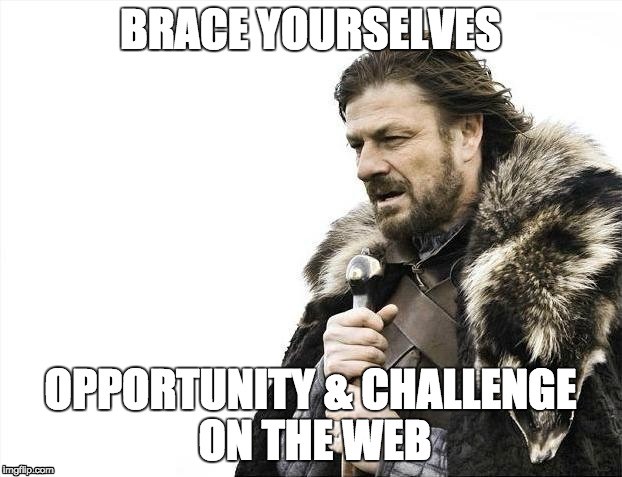 BRACE YOURSELVES
OPPORTUNITY & CHALLENGE
ON THE WEB
imgflip.com